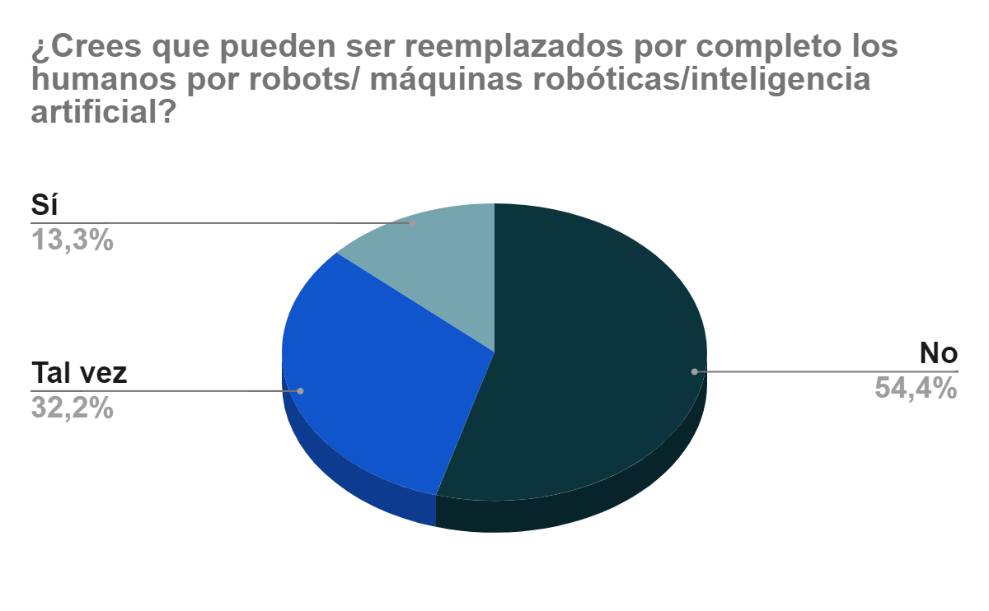 ¿Crees que pueden ser reemplazados por completo los
humanos por robots/ máquinas robóticas/inteligencia
artificial?
Sí
13,3%
Tal vez
32,2%
No
54,4%